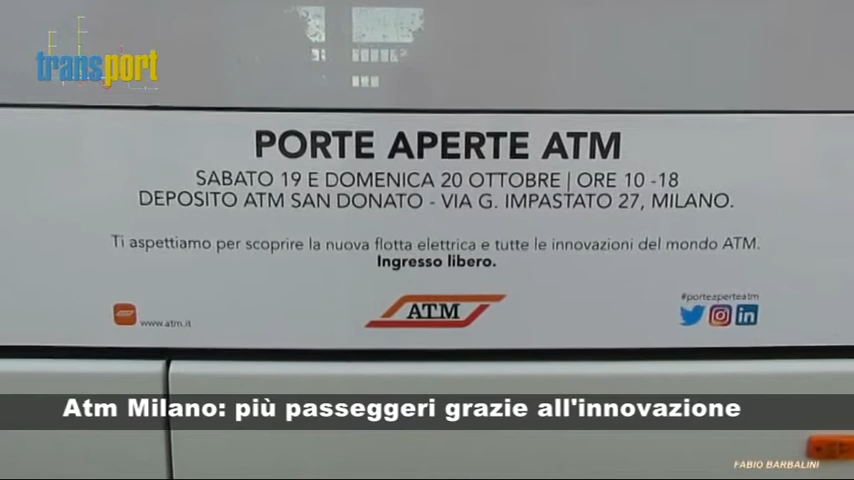 transport
PORTE APERTE ATM
SABATO 19 E DOMENICA 20 OTTOBRE | ORE 10 -18
DEPOSITO ATM SAN DONATO - VIA G. IMPASTATO 27, MILANO.
Ti aspettiamo per scoprire la nuova flotta elettrica e tutte le innovazioni del mondo ATM.
Ingresso libero.
www.atm.it
ATM
#porteaperteatm
in
Atm Milano: più passeggeri grazie all'innovazione
FABIO BARBALINI